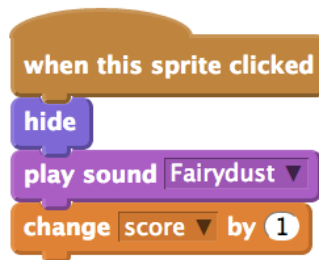 when this sprite clicked
hide
play sound Fairydust
change score by 1